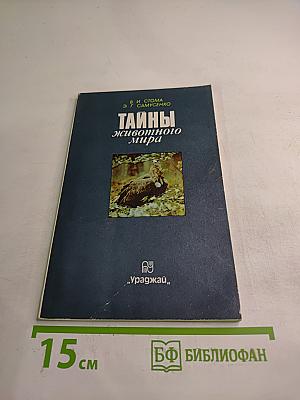 В. И. СТОМА
Э. Г. САМУСЕНКО
ТАЙНЫ
животного
мира
„Ураджай„
15 см
БФ БИБЛИОФАН